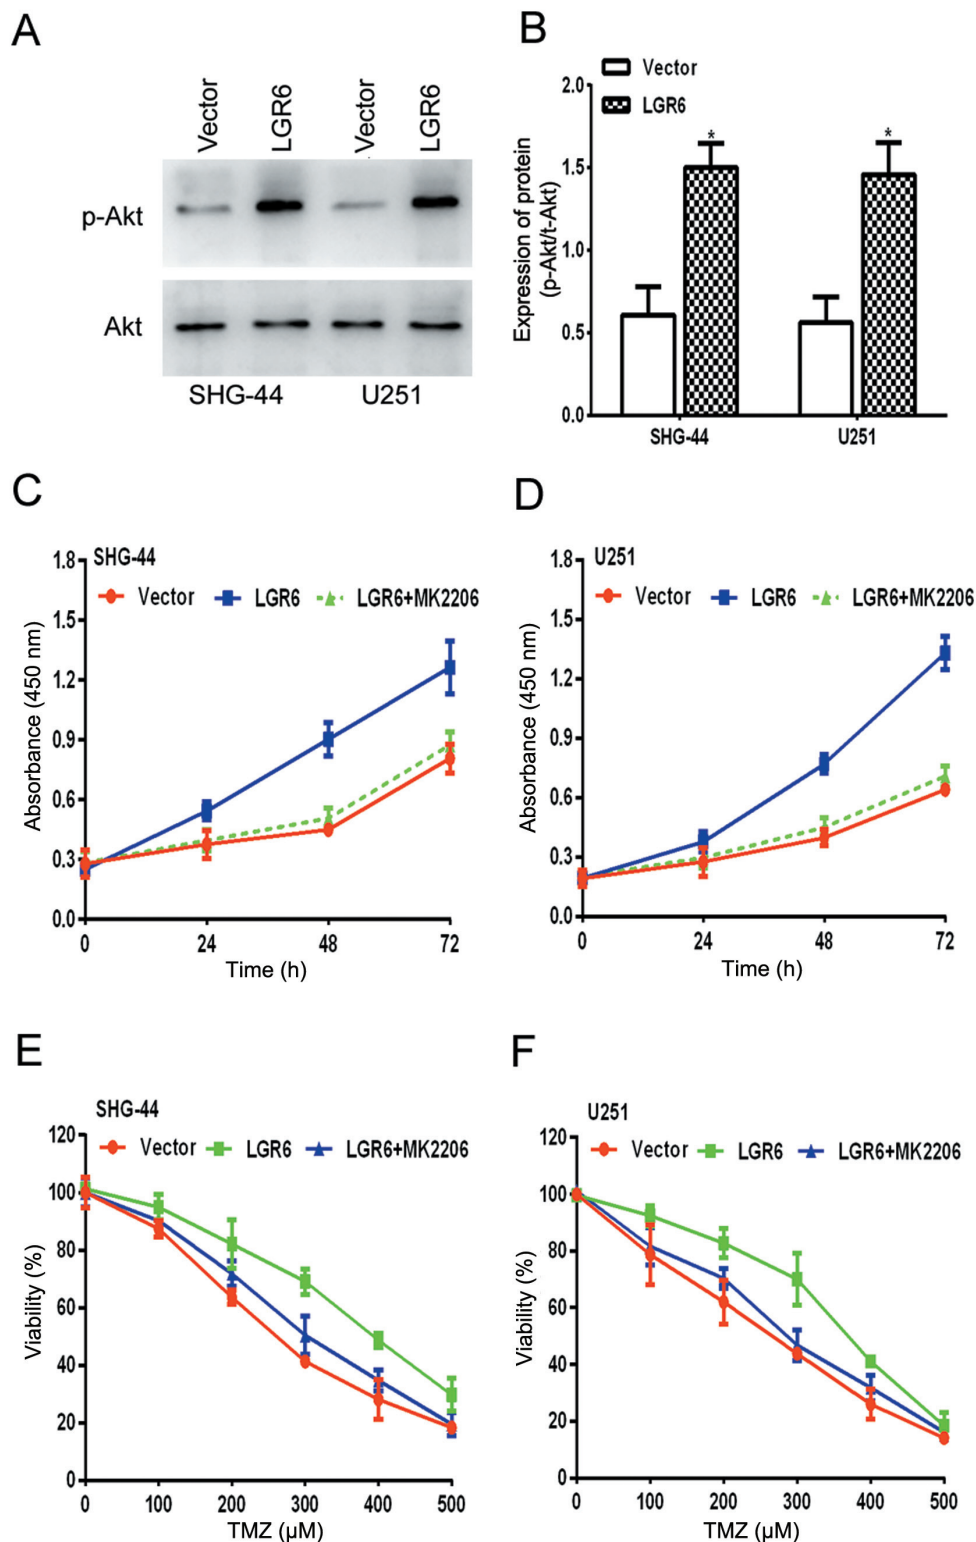 A
Vector
LGR6
Vector
LGR6
p-Akt
Akt
SHG-44
U251
B
Vector
LGR6
Expression of protein
(p-Akt/t-Akt)
2.0
1.5
1.0
0.5
0.0
*
*
SHG-44
U251
C
SHG-44
Vector
LGR6
LGR6+MK2206
Absorbance (450 nm)
1.8
1.5
1.2
0.9
0.6
0.3
0.0
0
24
48
72
Time (h)
D
U251
Vector
LGR6
LGR6+MK2206
Absorbance (450 nm)
1.8
1.5
1.2
0.9
0.6
0.3
0.0
0
24
48
72
Time (h)
E
SHG-44
Vector
LGR6
LGR6+MK2206
Viability (%)
120
100
80
60
40
20
0
0
100
200
300
400
500
TMZ (µM)
F
U251
Vector
LGR6
LGR6+MK2206
Viability (%)
120
100
80
60
40
20
0
0
100
200
300
400
500
TMZ (µM)